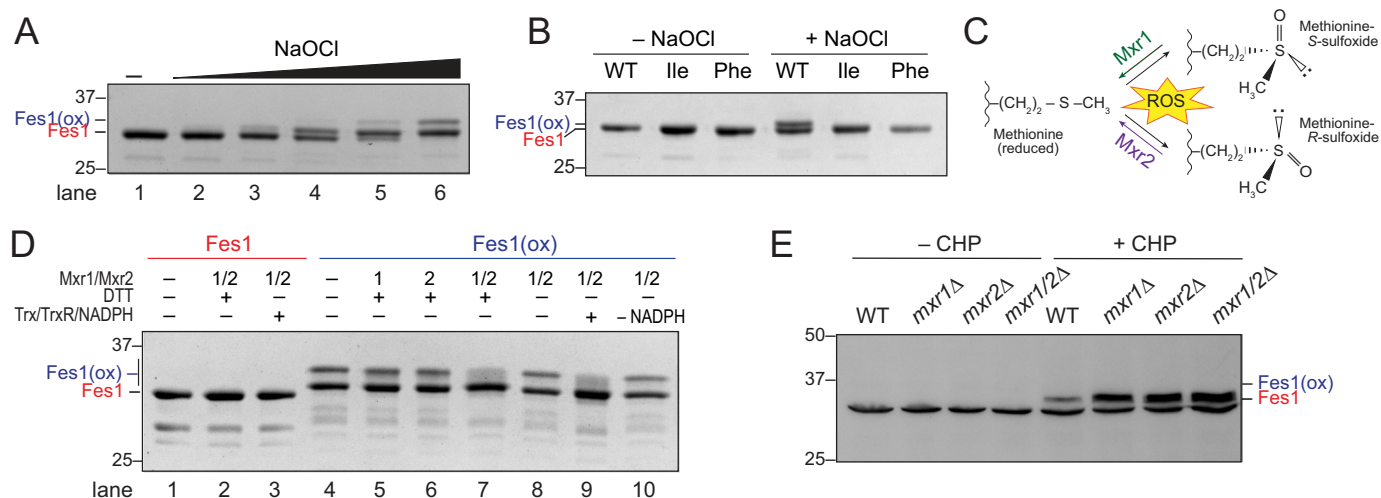 A
NaOCl
–
37
Fes1(ox)
Fes1
25
lane 1 2 3 4 5 6
B
– NaOCl + NaOCl
WT Ile Phe WT Ile Phe
37
Fes1(ox)
Fes1
25
C
Mxr1
ROS
Mxr2
(CH₂)₂ – S – CH₃
Methionine
(reduced)
O
(CH₂)₂ S
H₃C
Methionine-
S-sulfoxide
(CH₂)₂ S
O
H₃C
Methionine-
R-sulfoxide
D
Fes1 Fes1(ox)
Mxr1/Mxr2 – 1/2 1/2 – 1 2 1/2 1/2 1/2 1/2
DTT – + – – + + + – – –
Trx/TrxR/NADPH – – + – – – – – + – NADPH
37
Fes1(ox)
Fes1
25
lane 1 2 3 4 5 6 7 8 9 10
E
– CHP + CHP
WT mxr1Δ mxr2Δ mxr1/2Δ WT mxr1Δ mxr2Δ mxr1/2Δ
50
37
Fes1(ox)
Fes1
25